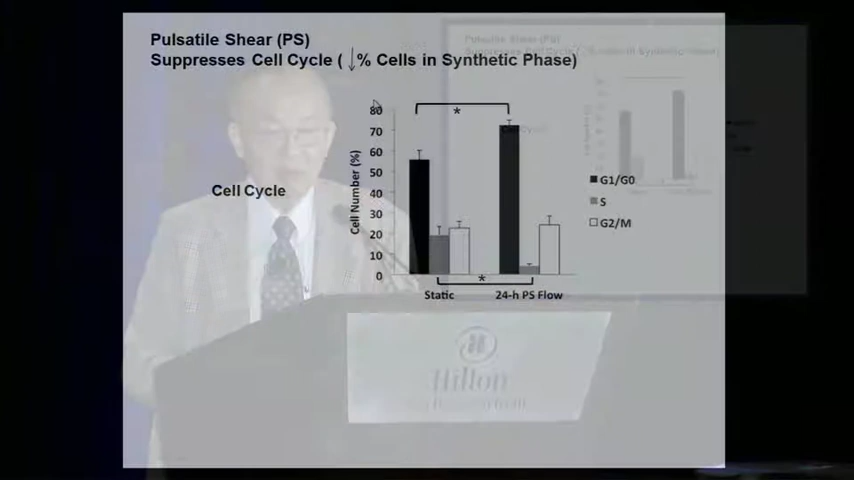 Pulsatile Shear (PS)
Suppresses Cell Cycle ( ↓% Cells in Synthetic Phase)
Cell Cycle
Cell Number (%)
80
70
60
50
40
30
20
10
0
*
*
Static
24-h PS Flow
G1/G0
S
G2/M
Hilton